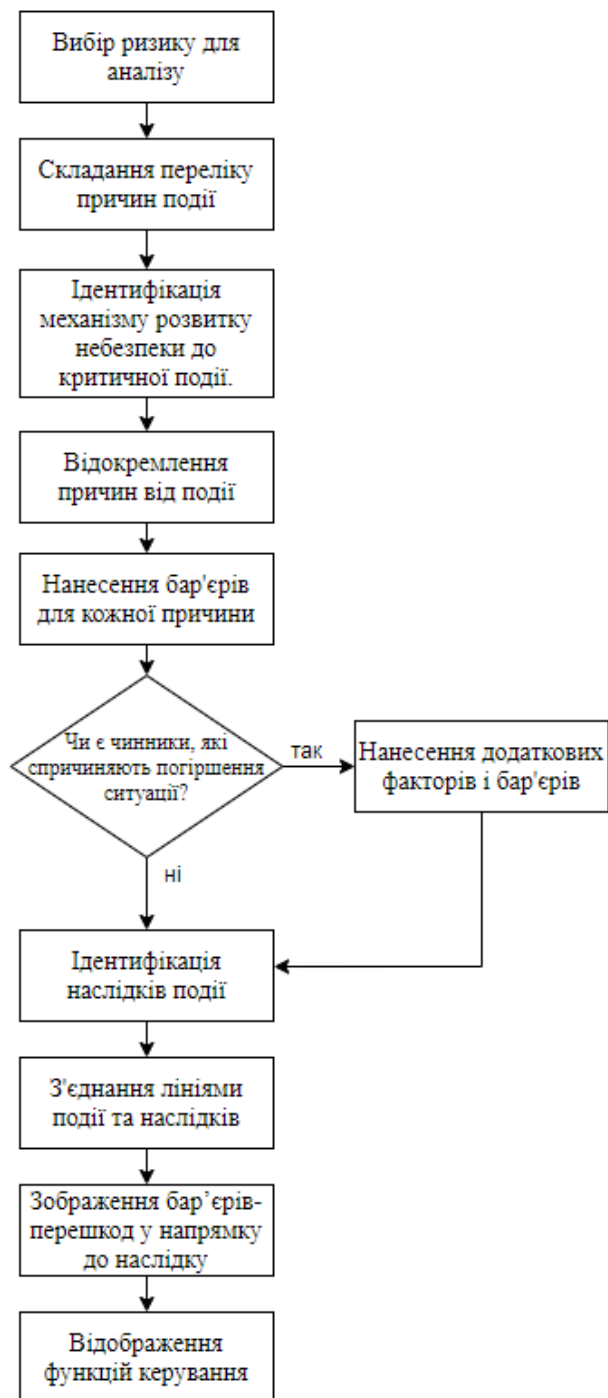 Вибір ризику для
аналізу
Складання переліку
причин події
Ідентифікація
механізму розвитку
небезпеки до
критичної події.
Відокремлення
причин від події
Нанесення бар'єрів
для кожної причини
Чи є чинники, які
спричиняють погіршення
ситуації?
так
Нанесення додаткових
факторів і бар'єрів
ні
Ідентифікація
наслідків події
З'єднання лініями
події та наслідків
Зображення бар’єрів-
перешкод у напрямку
до наслідку
Відображення
функцій керування